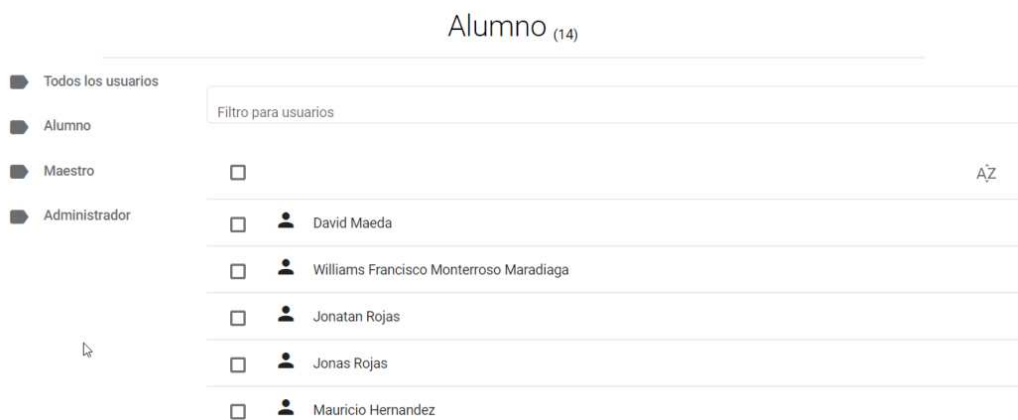 Alumno (14)
Todos los usuarios
Alumno
Maestro
Administrador
Filtro para usuarios
AZ
David Maeda
Williams Francisco Monterroso Maradiaga
Jonatan Rojas
Jonas Rojas
Mauricio Hernandez